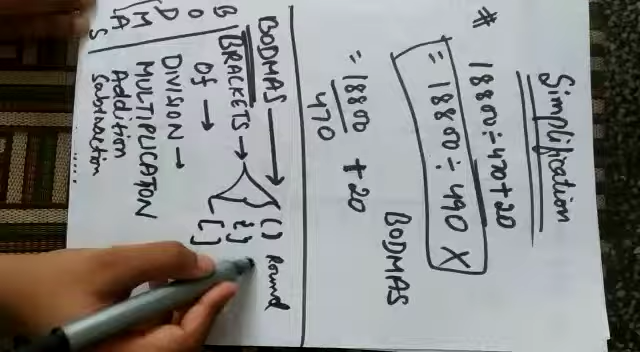 Simplification
# 18800÷470+20
= 18800÷490 X
BODMAS
= 18800 + 20
470
BODMAS → () Round
B BRACKETS → {}
O Of → []
D DIVISION →
M MULTIPLICATION
A Addition
S Subtraction
.....